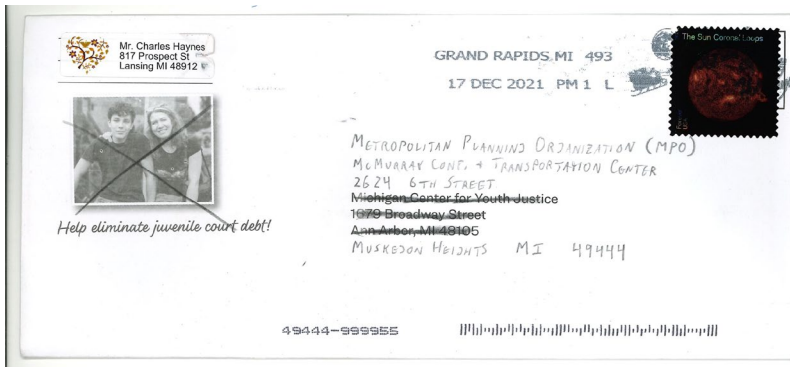 Mr. Charles Haynes
817 Prospect St
Lansing MI 48912
GRAND RAPIDS MI 493
17 DEC 2021 PM 1 L
The Sun Coronal Loops
METROPOLITAN PLANNING ORGANIZATION (MPO)
MCMURRAY CONF. & TRANSPORTATION CENTER
2624 6TH STREET
Michigan Center for Youth Justice
1679 Broadway Street
Ann Arbor, MI 48105
MUSKEGON HEIGHTS MI 49444
Help eliminate juvenile court debt!
49444-999955